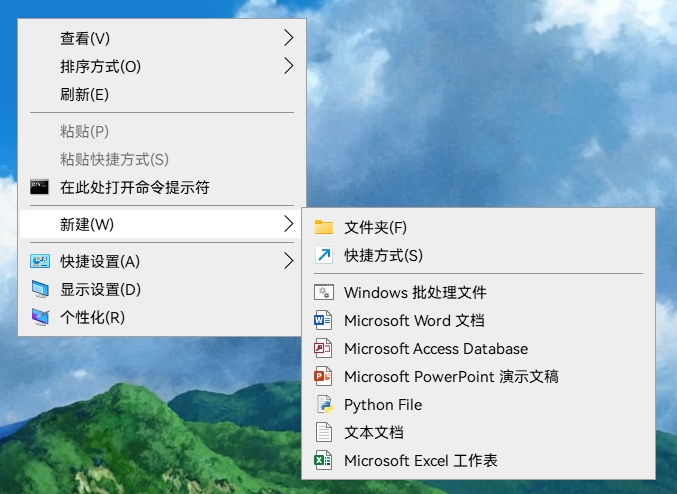 查看(V)
排序方式(O)
刷新(E)
粘贴(P)
粘贴快捷方式(S)
在此处打开命令提示符
新建(W)
快捷设置(A)
显示设置(D)
个性化(R)
文件夹(F)
快捷方式(S)
Windows 批处理文件
Microsoft Word 文档
Microsoft Access Database
Microsoft PowerPoint 演示文稿
Python File
文本文档
Microsoft Excel 工作表